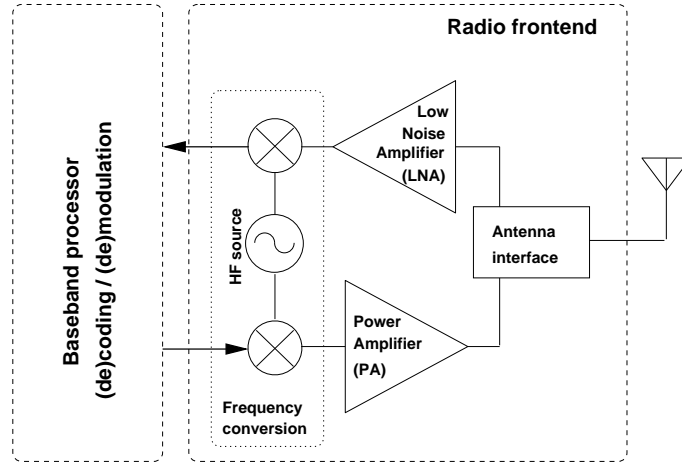 Radio frontend
Baseband processor
(de)coding / (de)modulation
HF source
Frequency
conversion
Low
Noise
Amplifier
(LNA)
Power
Amplifier
(PA)
Antenna
interface